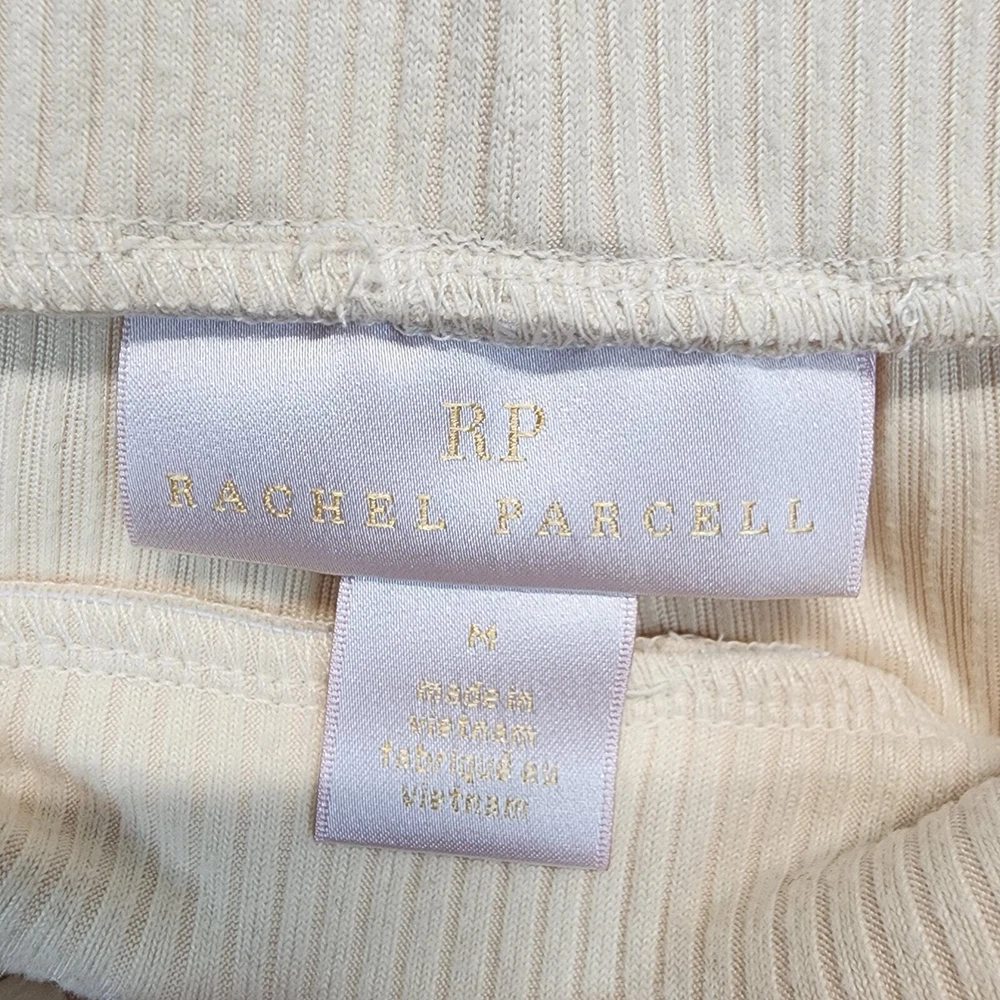 RP
RACHEL PARCELL
M
made in
vietnam
fabriqué au
vietnam